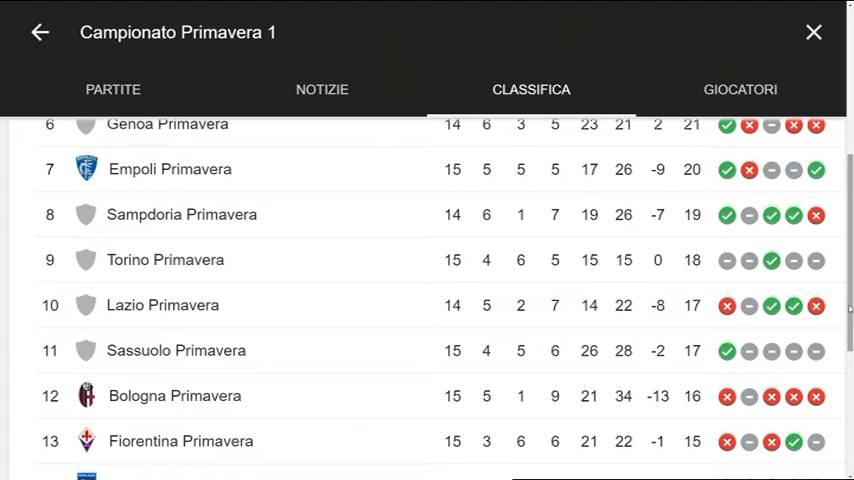 Campionato Primavera 1
PARTITE NOTIZIE CLASSIFICA GIOCATORI
6 Genoa Primavera 14 6 3 5 23 21 2 21
7 Empoli Primavera 15 5 5 5 17 26 -9 20
8 Sampdoria Primavera 14 6 1 7 19 26 -7 19
9 Torino Primavera 15 4 6 5 15 15 0 18
10 Lazio Primavera 14 5 2 7 14 22 -8 17
11 Sassuolo Primavera 15 4 5 6 26 28 -2 17
12 Bologna Primavera 15 5 1 9 21 34 -13 16
13 Fiorentina Primavera 15 3 6 6 21 22 -1 15